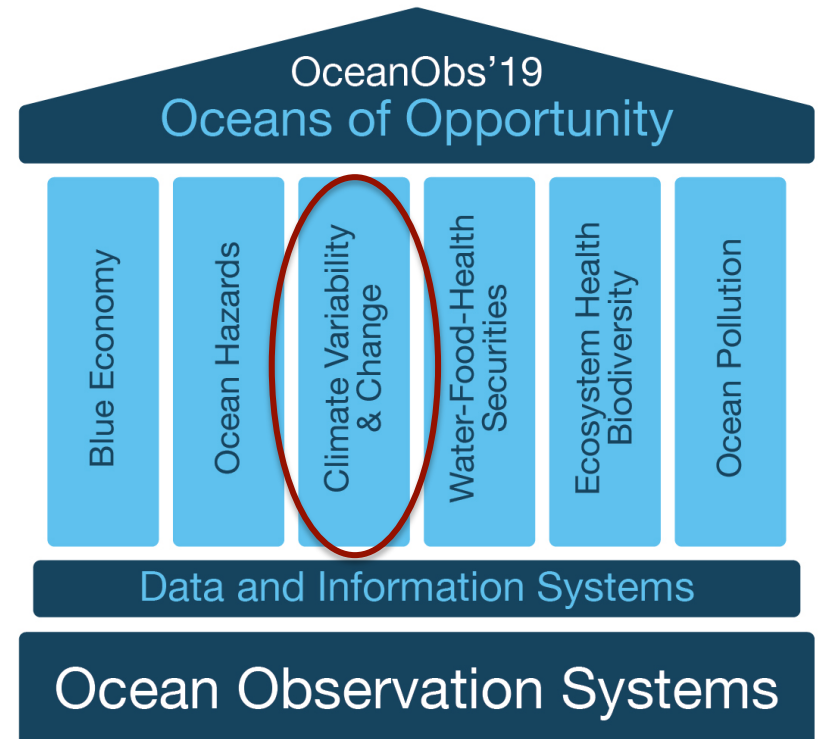 OceanObs’19
Oceans of Opportunity
Blue Economy
Ocean Hazards
Climate Variability
& Change
Water-Food-Health
Securities
Ecosystem Health
Biodiversity
Ocean Pollution
Data and Information Systems
Ocean Observation Systems